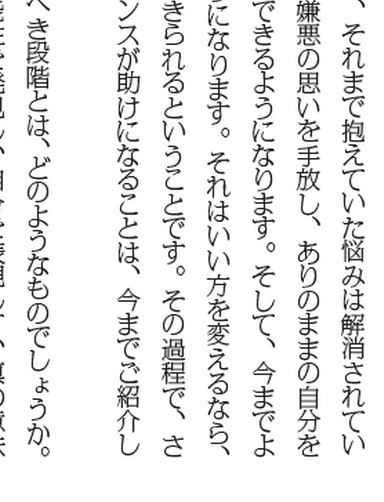 、それまで抱えていた悩みは解消されてい
嫌悪の思いを手放し、ありのままの自分を
できるようになります。そして、今までよ
になります。それはいい方を変えるなら、
きられるということです。その過程で、さ
ンスが助けになることは、今までご紹介し
べき段階とは、どのようなものでしょうか。